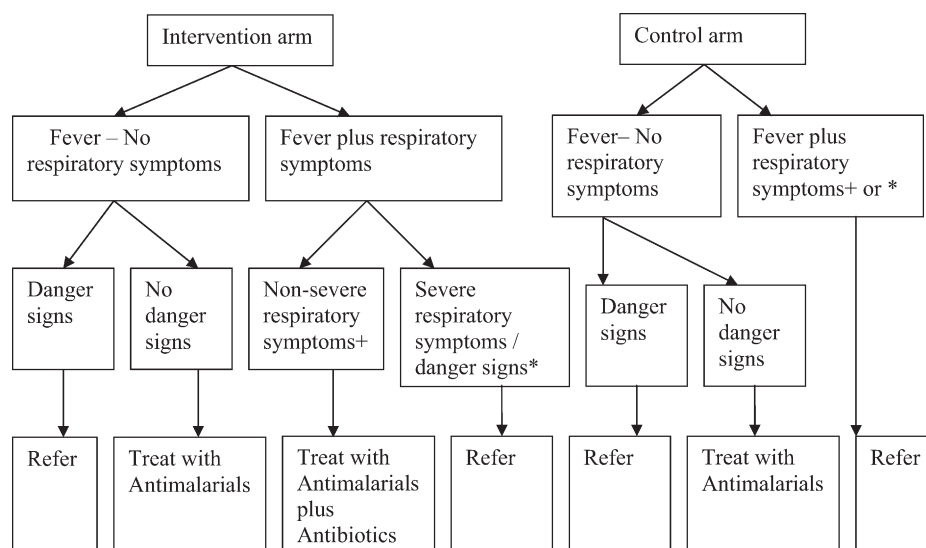 Intervention arm
Control arm
Fever – No
respiratory symptoms
Fever plus respiratory
symptoms
Fever– No
respiratory
symptoms
Fever plus
respiratory
symptoms+ or *
Danger
signs
No
danger
signs
Non-severe
respiratory
symptoms+
Severe
respiratory
symptoms /
danger signs*
Danger
signs
No
danger
signs
Refer
Treat with
Antimalarials
Treat with
Antimalarials
plus
Antibiotics
Refer
Refer
Treat with
Antimalarials
Refer